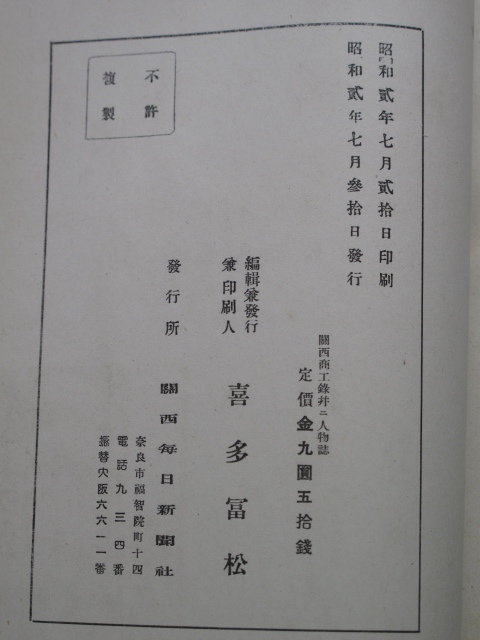 昭和貳年七月貳拾日印刷
昭和貳年七月參拾日發行
不許
複製
關西商工錄幷ニ人物誌
定價金九圓五拾錢
編輯兼發行
兼印刷人
喜多冨松
發行所
關西每日新聞社
奈良市福智院町十四
電話九三四番
振替大阪六六一一番